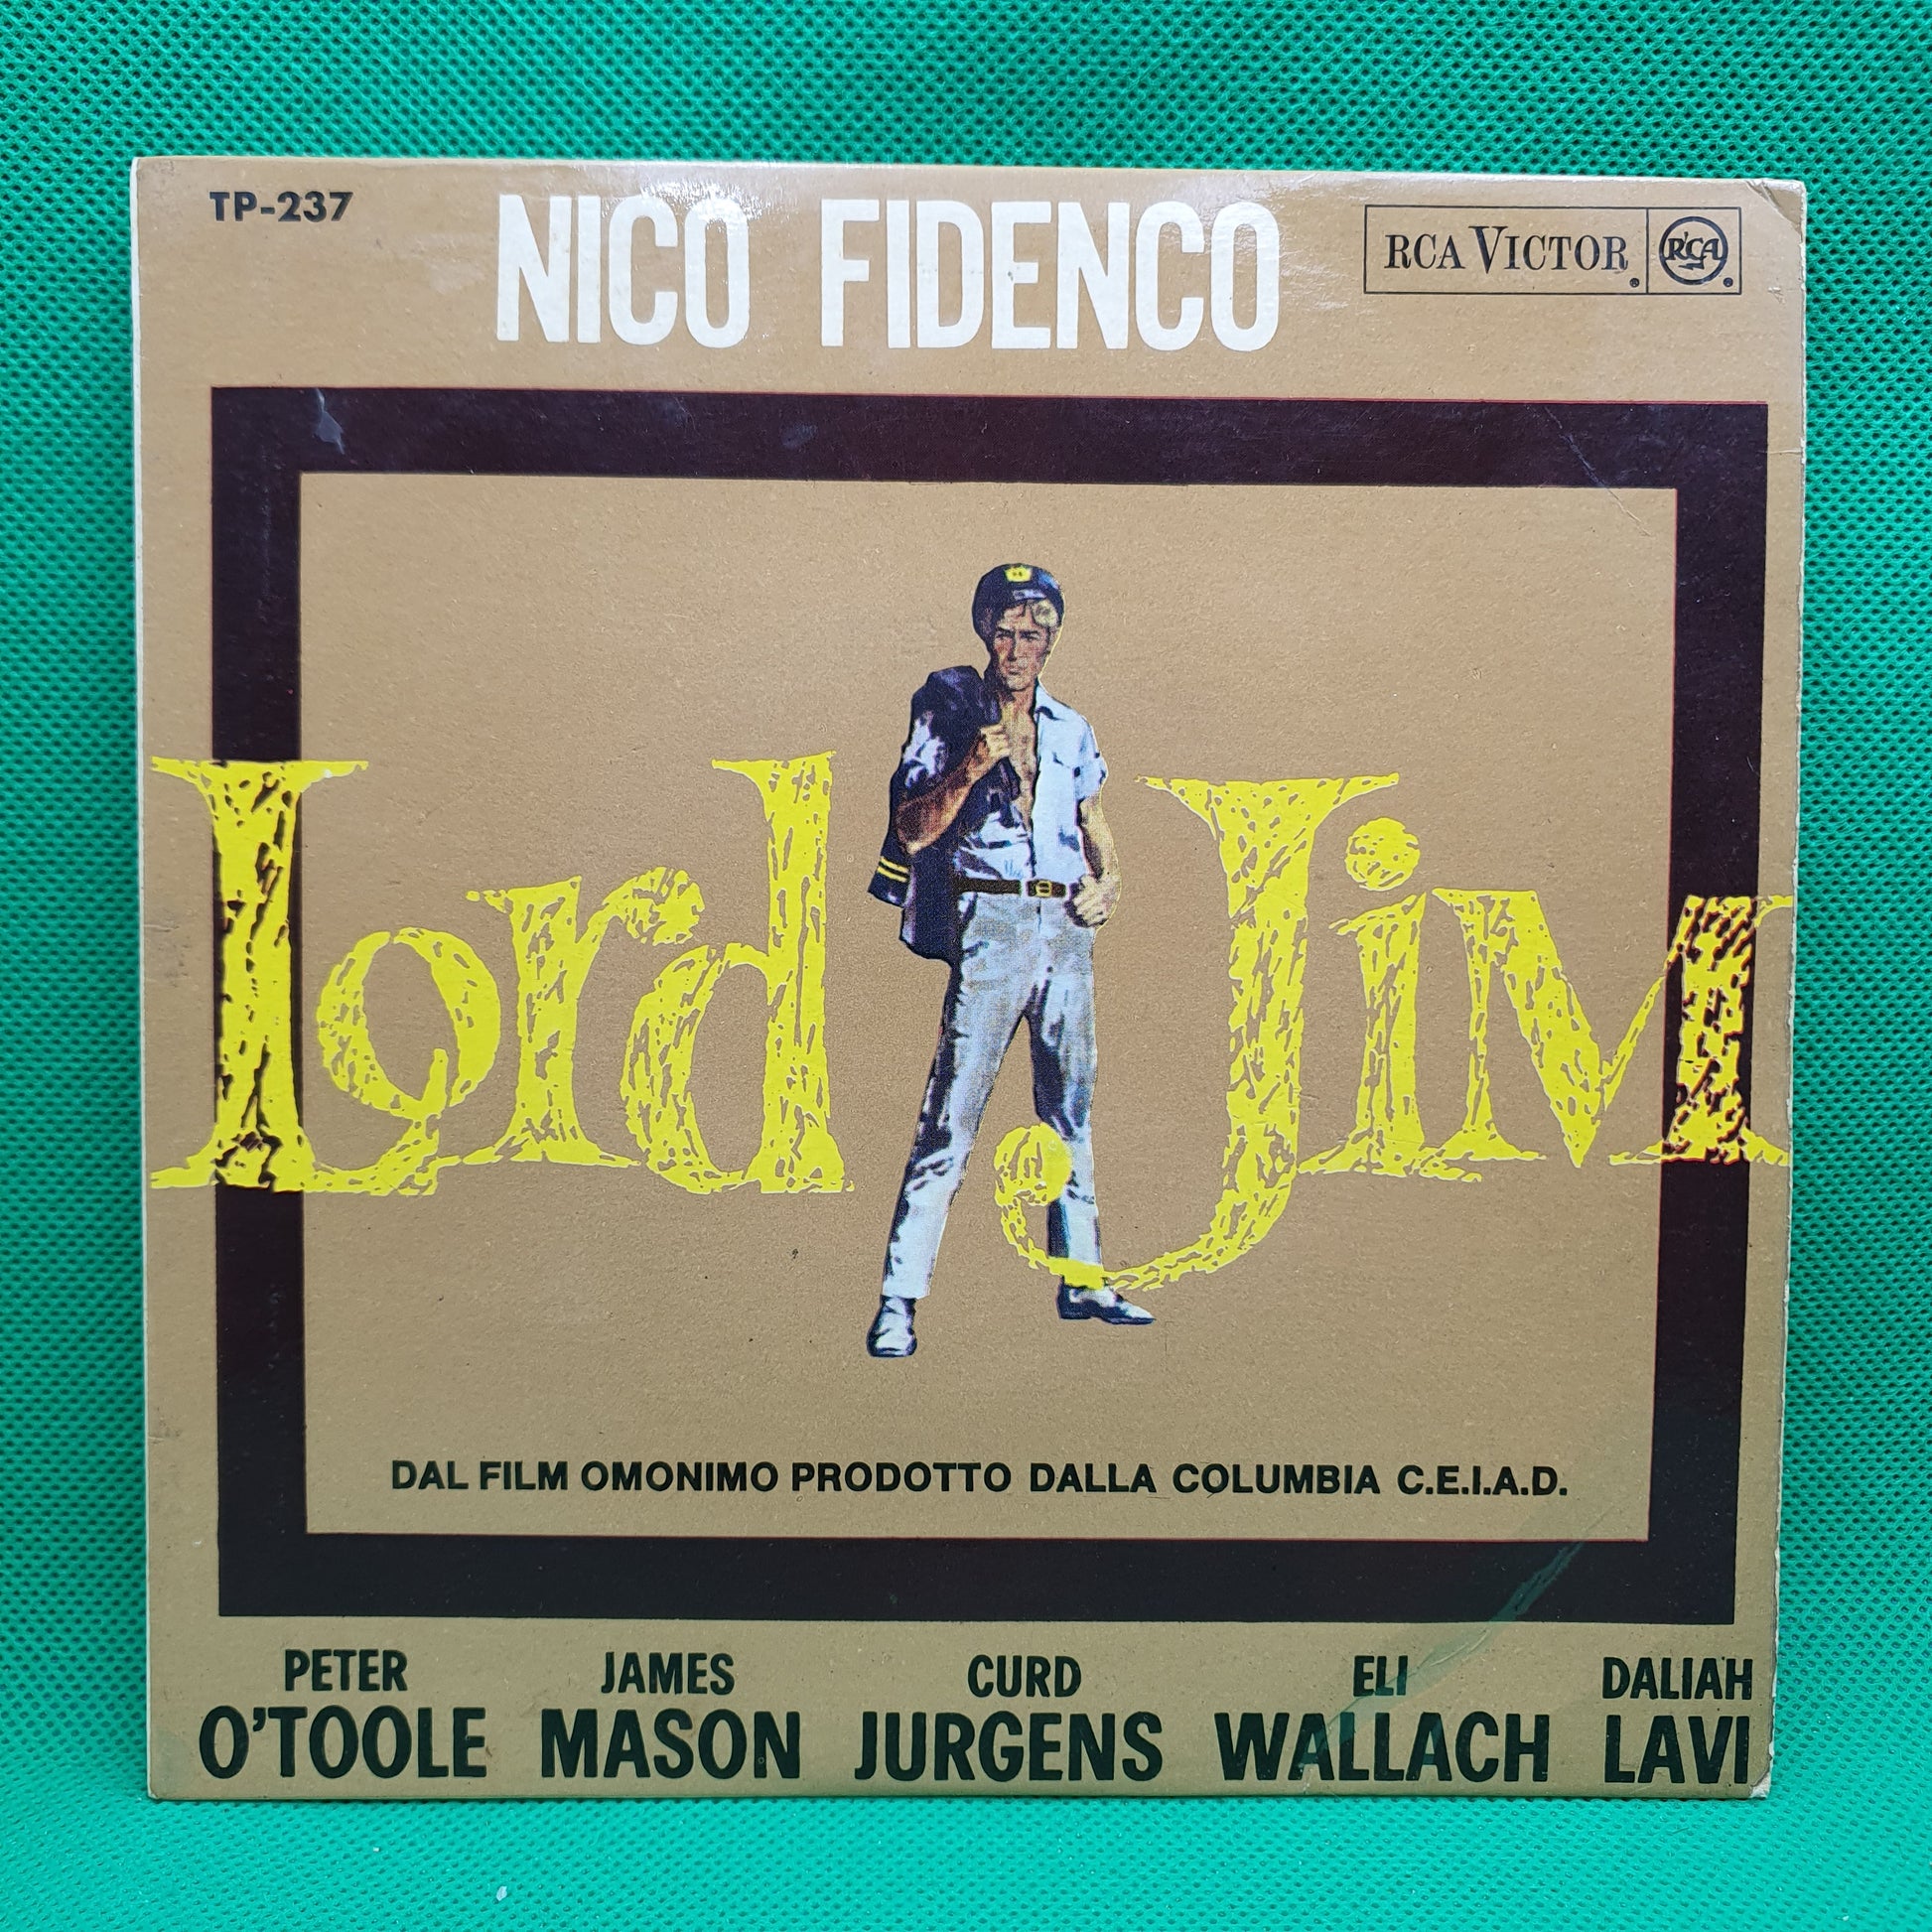 TP-237
NICO FIDENCO
RCA VICTOR
RCA
Lord Jim
DAL FILM OMONIMO PRODOTTO DALLA COLUMBIA C.E.I.A.D.
PETER O'TOOLE
JAMES MASON
CURD JURGENS
ELI WALLACH
DALIAH LAVI